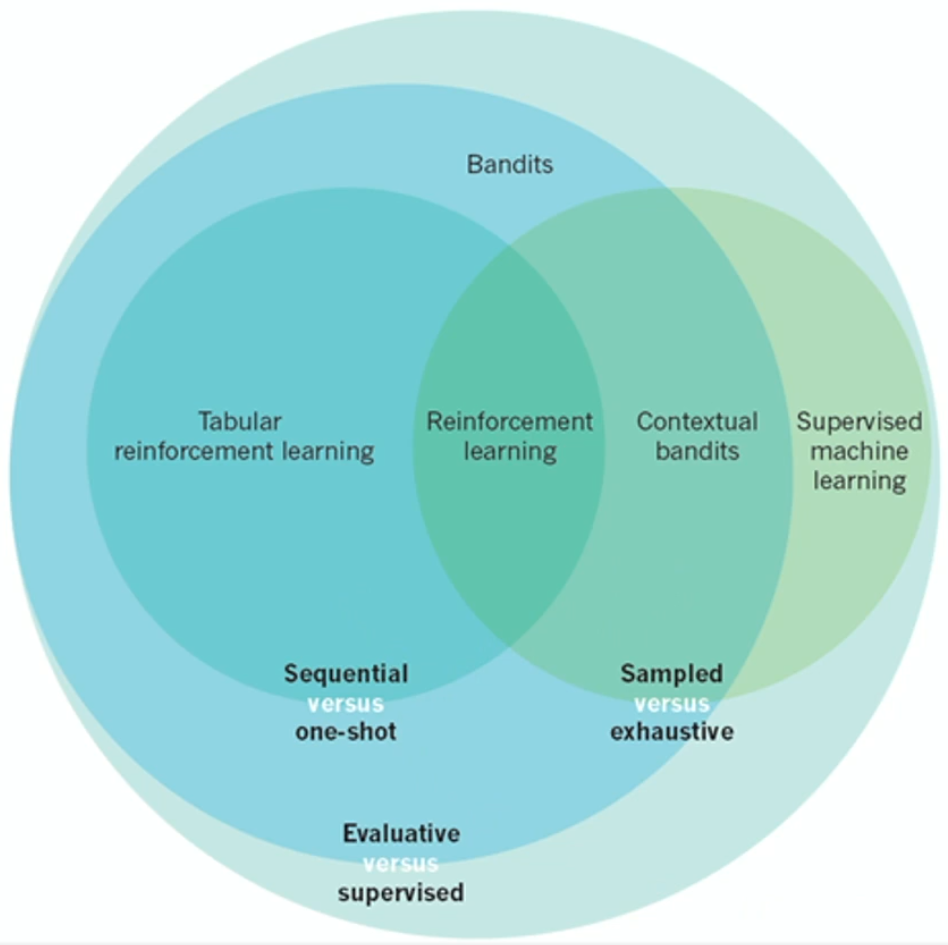 Bandits
Tabular
reinforcement learning
Reinforcement
learning
Contextual
bandits
Supervised
machine
learning
Sequential
versus
one-shot
Sampled
versus
exhaustive
Evaluative
versus
supervised